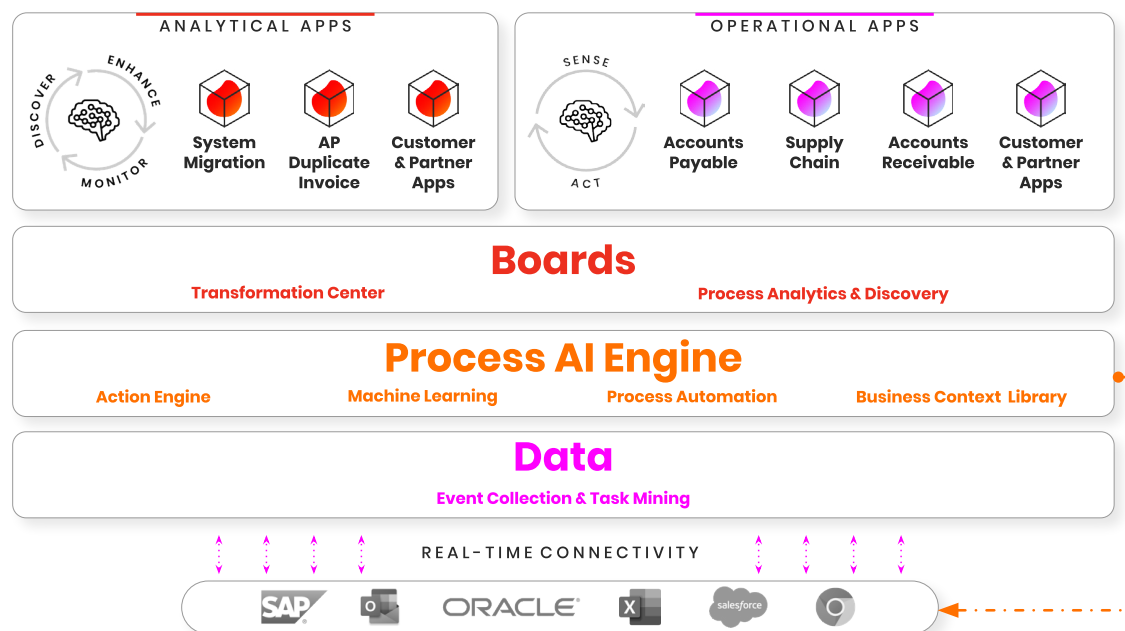 ANALYTICAL APPS
OPERATIONAL APPS
DISCOVER
ENHANCE
MONITOR
System
Migration
AP
Duplicate
Invoice
Customer
& Partner
Apps
SENSE
ACT
Accounts
Payable
Supply
Chain
Accounts
Receivable
Customer
& Partner
Apps
Boards
Transformation Center
Process Analytics & Discovery
Process AI Engine
Action Engine
Machine Learning
Process Automation
Business Context Library
Data
Event Collection & Task Mining
REAL-TIME CONNECTIVITY
SAP
O
ORACLE
X
salesforce